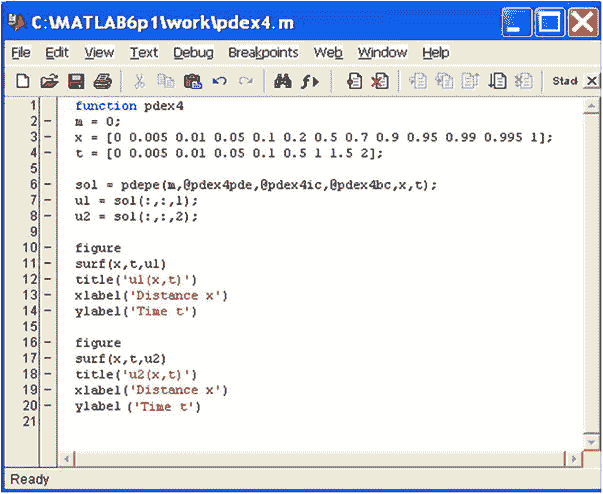 C:\MATLAB6p1\work\pdex4.m
File Edit View Text Debug Breakpoints Web Window Help
Stack
1 function pdex4
2 - m = 0;
3 - x = [0 0.005 0.01 0.05 0.1 0.2 0.5 0.7 0.9 0.95 0.99 0.995 1];
4 - t = [0 0.005 0.01 0.05 0.1 0.5 1 1.5 2];
5
6 - sol = pdepe(m,@pdex4pde,@pdex4ic,@pdex4bc,x,t);
7 - u1 = sol(:,:,1);
8 - u2 = sol(:,:,2);
9
10 - figure
11 - surf(x,t,u1)
12 - title('u1(x,t)')
13 - xlabel('Distance x')
14 - ylabel('Time t')
15
16 - figure
17 - surf(x,t,u2)
18 - title('u2(x,t)')
19 - xlabel('Distance x')
20 - ylabel ('Time t')
21
Ready